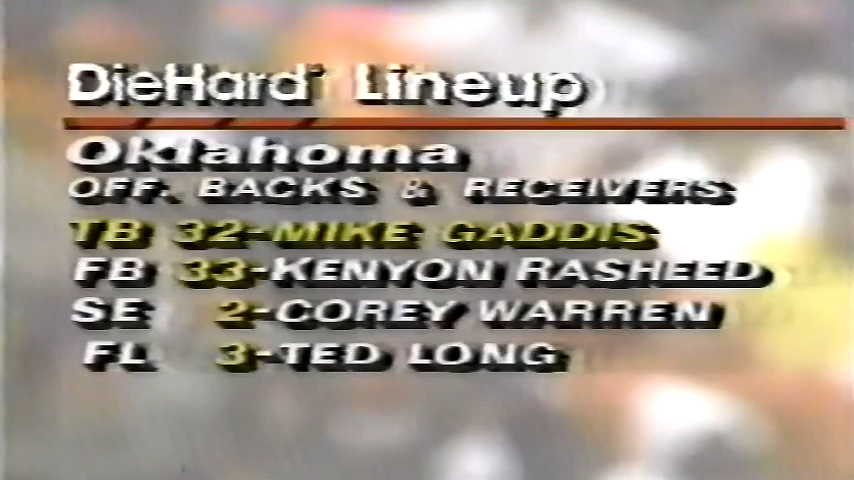 DieHard Lineup
Oklahoma
OFF. BACKS & RECEIVERS
TB 32-MIKE GADDIS
FB 33-KENYON RASHEED
SE 2-COREY WARREN
FL 3-TED LONG